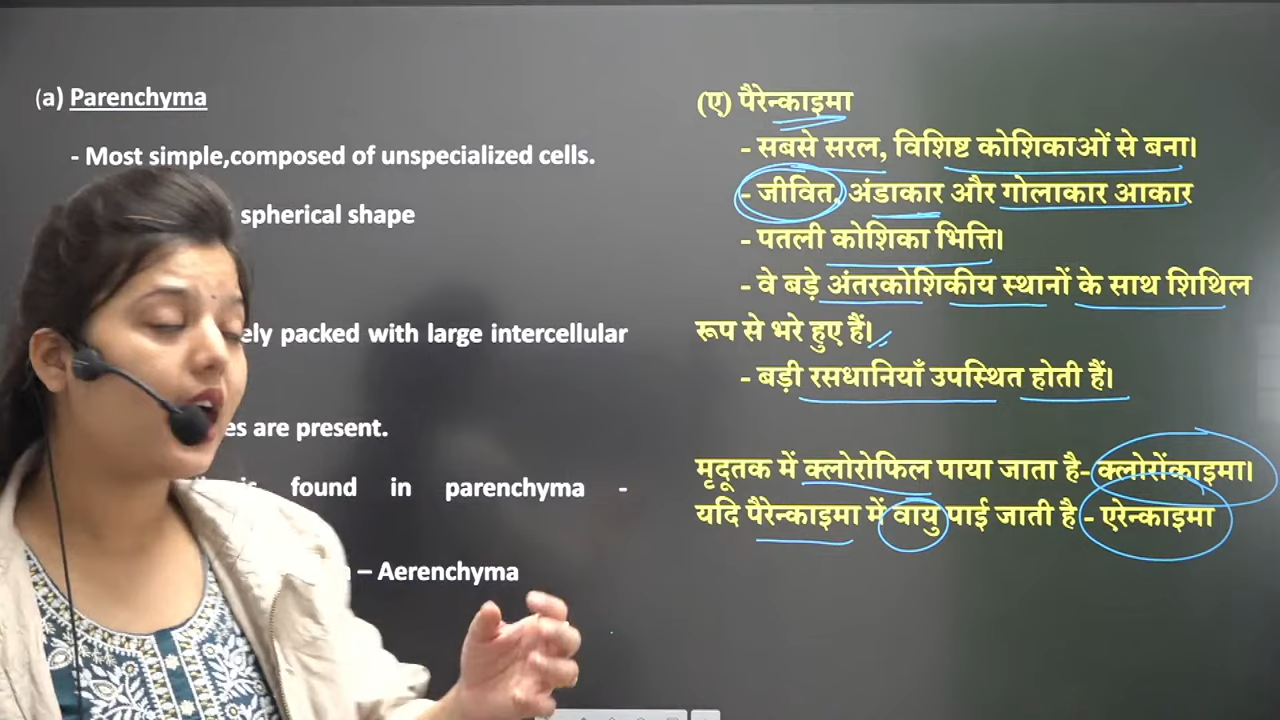 (a) Parenchyma
- Most simple,composed of unspecialized cells.
spherical shape
packed with large intercellular
are present.
found in parenchyma -
– Aerenchyma
(ए) पैरेन्काइमा
- सबसे सरल, विशिष्ट कोशिकाओं से बना।
- जीवित, अंडाकार और गोलाकार आकार
- पतली कोशिका भित्ति।
- वे बड़े अंतरकोशिकीय स्थानों के साथ शिथिल
रूप से भरे हुए हैं।
- बड़ी रसधानियाँ उपस्थित होती हैं।
मृदूतक में क्लोरोफिल पाया जाता है- क्लोरेंकाइमा।
यदि पैरेन्काइमा में वायु पाई जाती है - एरेन्काइमा